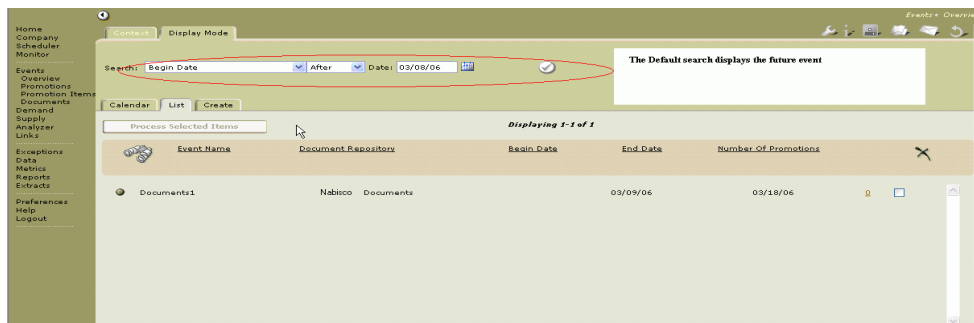 Events • Overvie
Home
Company
Scheduler
Monitor
Events
Overview
Promotions
Promotion Items
Documents
Demand
Supply
Analyzer
Links
Exceptions
Data
Metrics
Reports
Extracts
Preferences
Help
Logout
Context Display Mode
Search: Begin Date After Date: 03/08/06
The Default search displays the future event
Calendar List Create
Process Selected Items Displaying 1-1 of 1
Event Name Document Repository Begin Date End Date Number Of Promotions
Documents1 Nabisco Documents 03/09/06 03/18/06 0